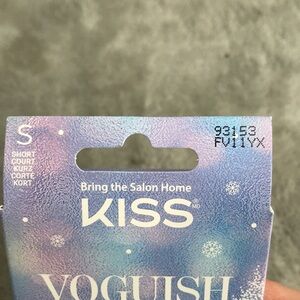 S
SHORT
COURT
KURZ
CORTE
KORT
93153
FV11YX
Bring the Salon Home
KISS
VOGUISH